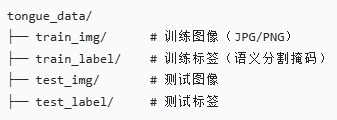 tongue_data/
├── train_img/      # 训练图像（JPG/PNG）
├── train_label/    # 训练标签（语义分割掩码）
├── test_img/       # 测试图像
├── test_label/     # 测试标签